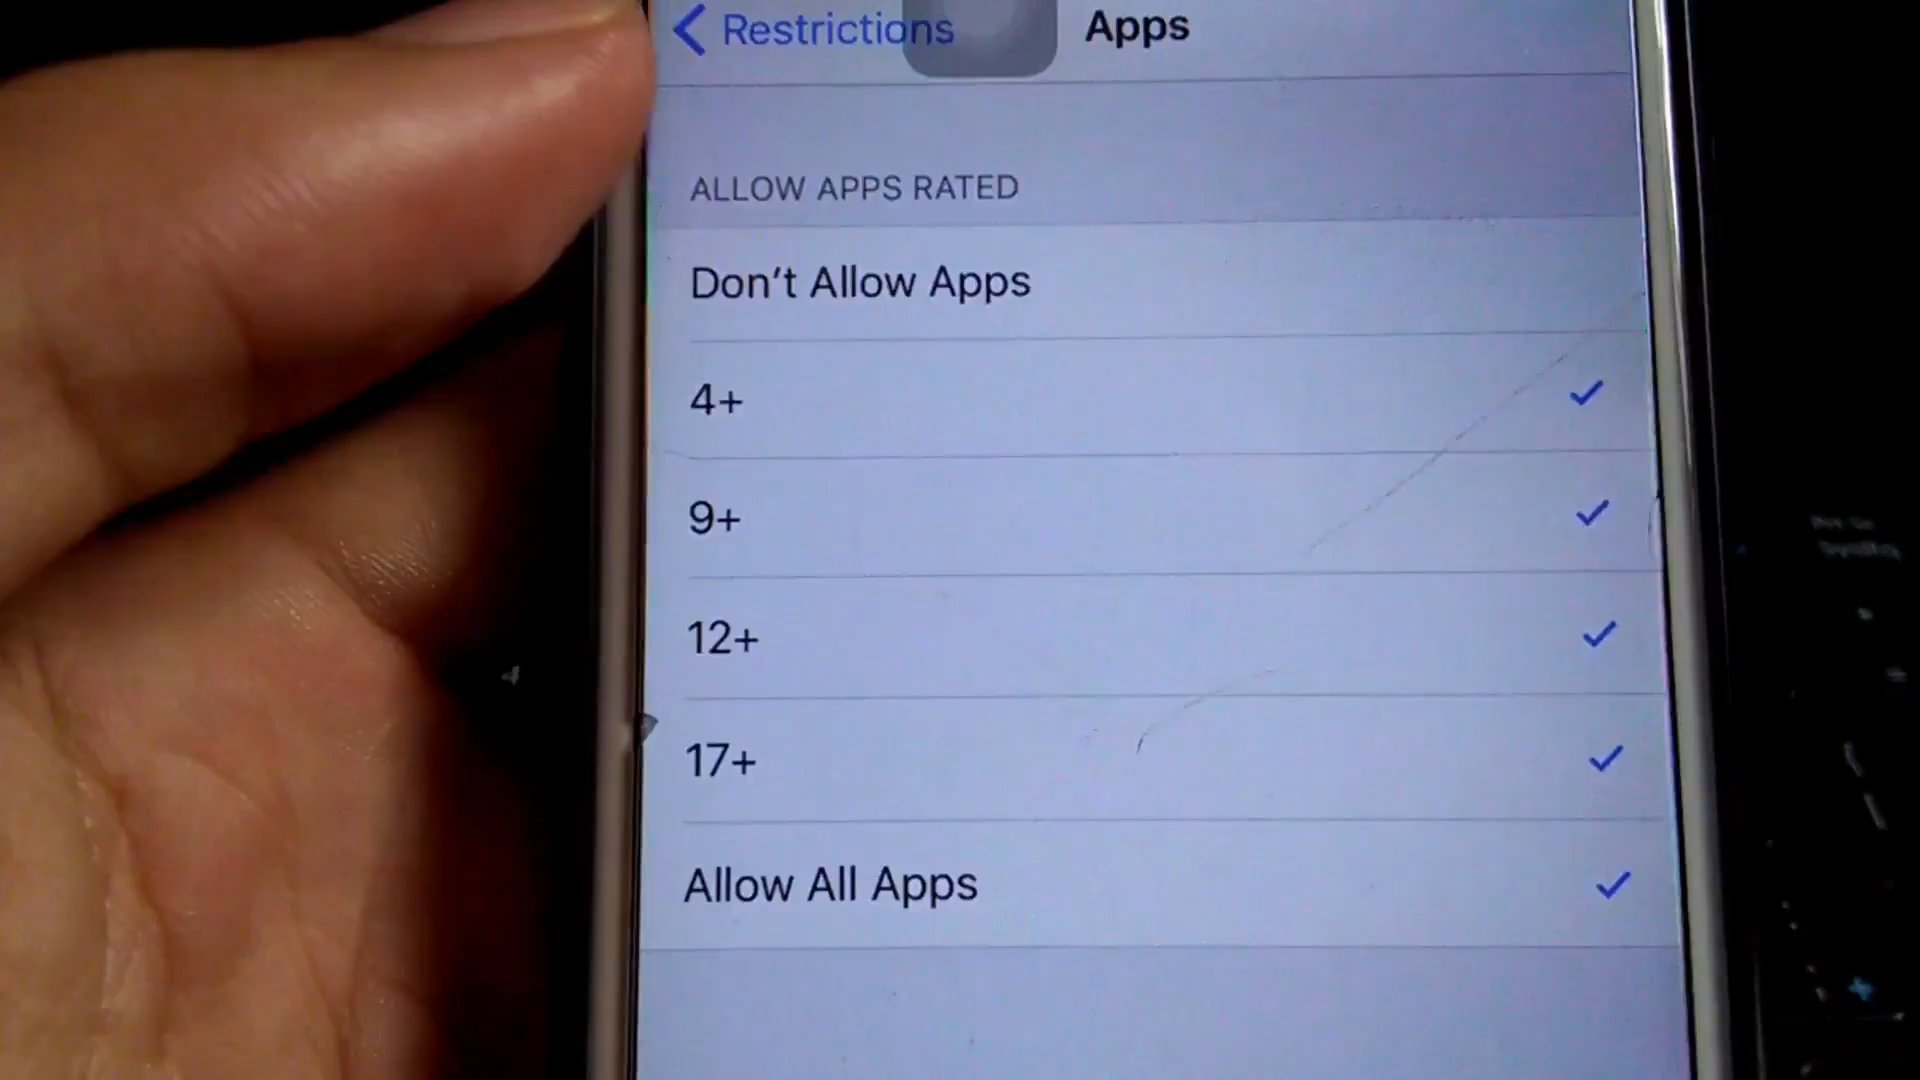 Restrictions
Apps
ALLOW APPS RATED
Don't Allow Apps
4+
9+
12+
17+
Allow All Apps